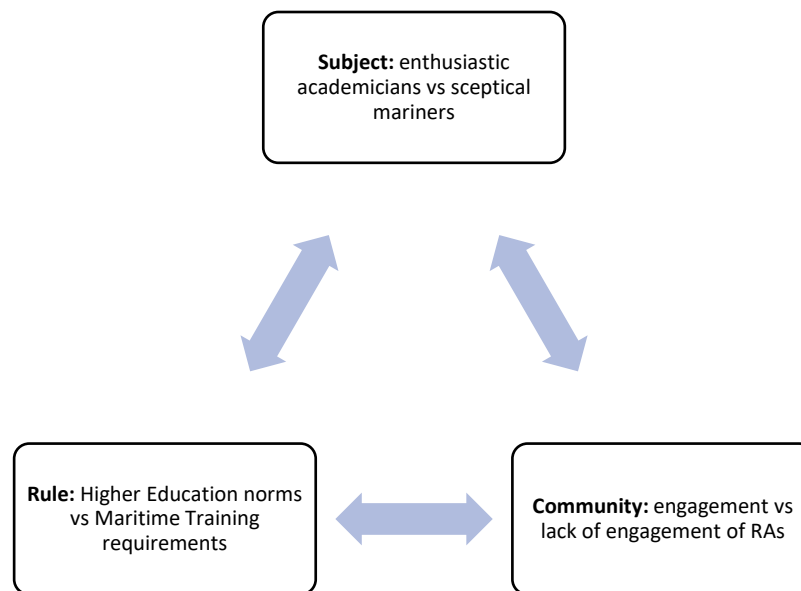 Subject: enthusiastic
academicians vs sceptical
mariners
Rule: Higher Education norms
vs Maritime Training
requirements
Community: engagement vs
lack of engagement of RAs